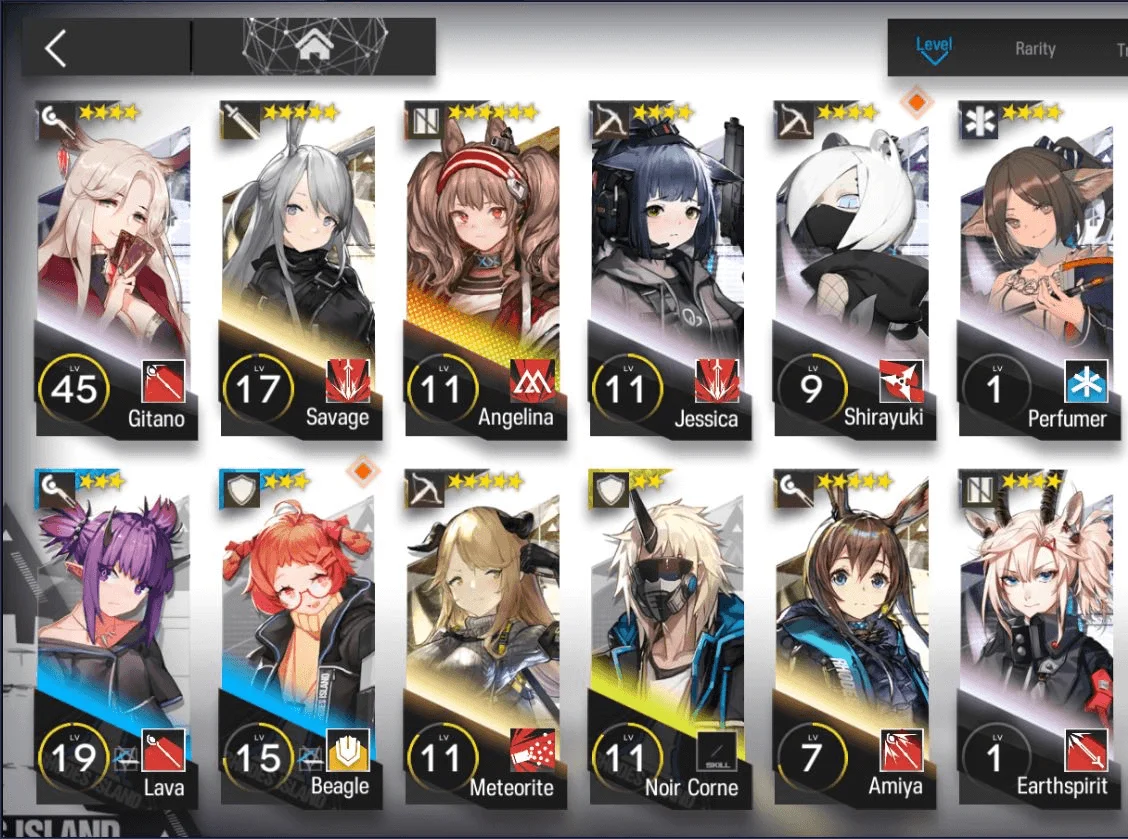 Level
Rarity
Tr
LV
45
Gitano
LV
17
Savage
LV
11
Angelina
LV
11
Jessica
LV
9
Shirayuki
LV
1
Perfumer
LV
19
Lava
LV
15
Beagle
LV
11
Meteorite
LV
11
SKILL
Noir Corne
LV
7
Amiya
LV
1
Earthspirit
ISLAND